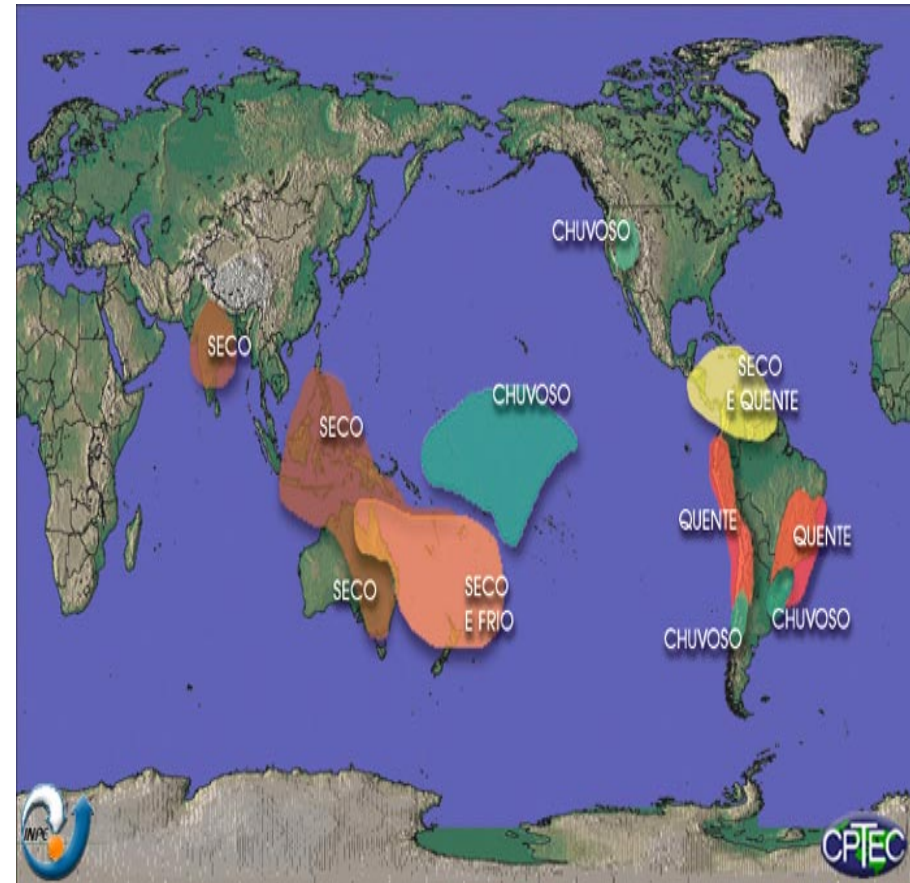 CHUVOSO
SECO
SECO
E QUENTE
CHUVOSO
SECO
QUENTE
QUENTE
SECO
SECO
E FRIO
CHUVOSO
CHUVOSO
INPE
CPTEC